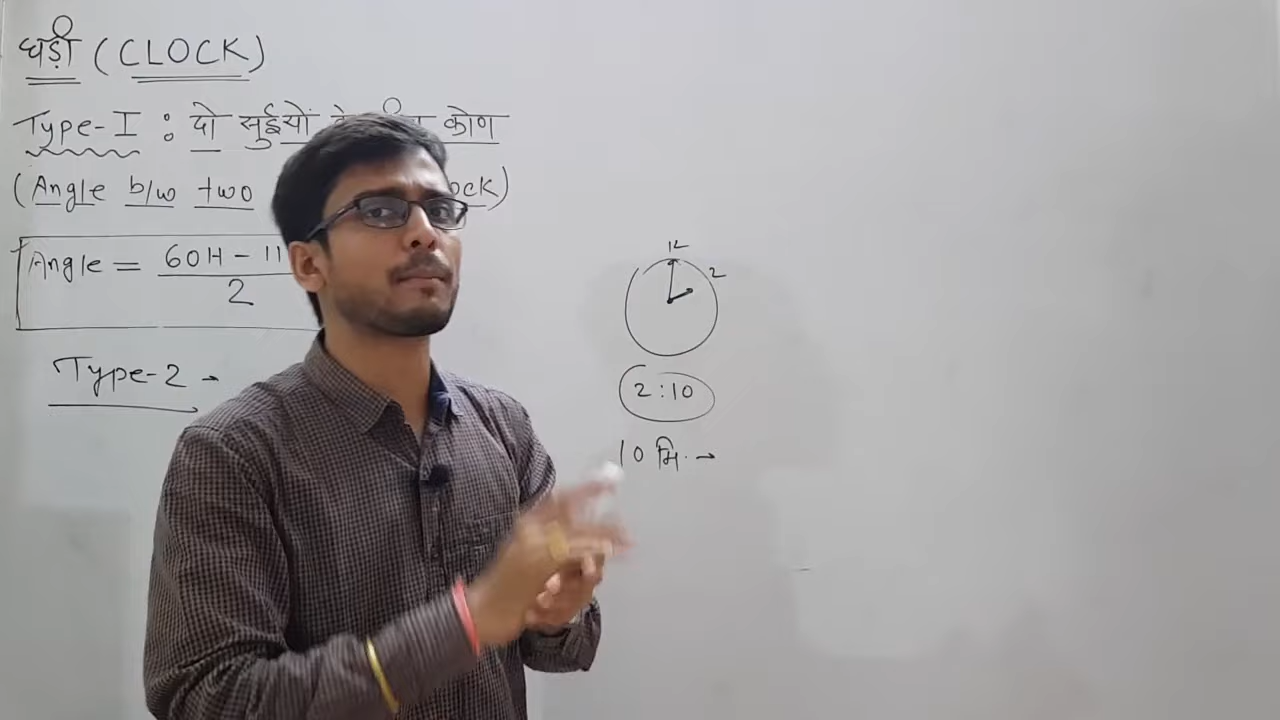 घड़ी (CLOCK)
Type-I : दो सुईयों कोण
(Angle b/w two ock)
Angle = 60H - 11
2
Type-2 →
12
2
2:10
10 मि. →